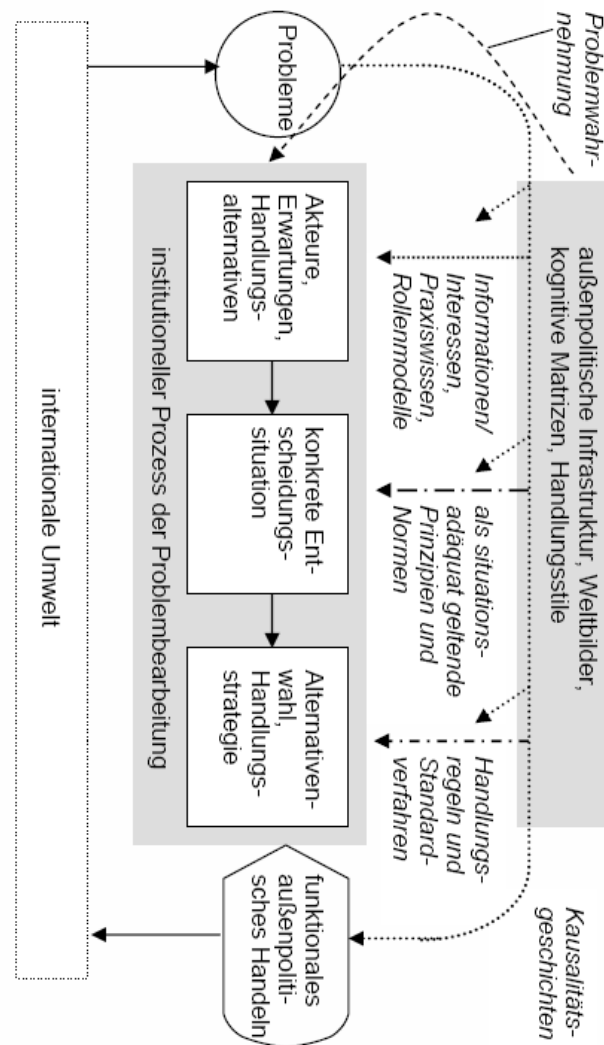 Problemwahr-
nehmung
außenpolitische Infrastruktur, Weltbilder,
kognitive Matrizen, Handlungsstile
Kausalitäts-
geschichten
Informationen/
Interessen,
Praxiswissen,
Rollenmodelle
als situations-
adäquat geltende
Prinzipien und
Normen
Handlungs-
regeln und
Standard-
verfahren
Probleme
Akteure,
Erwartungen,
Handlungs-
alternativen
konkrete Ent-
scheidungs-
situation
Alternativen-
wahl,
Handlungs-
strategie
funktionales
außenpoliti-
sches Handeln
institutioneller Prozess der Problembearbeitung
internationale Umwelt